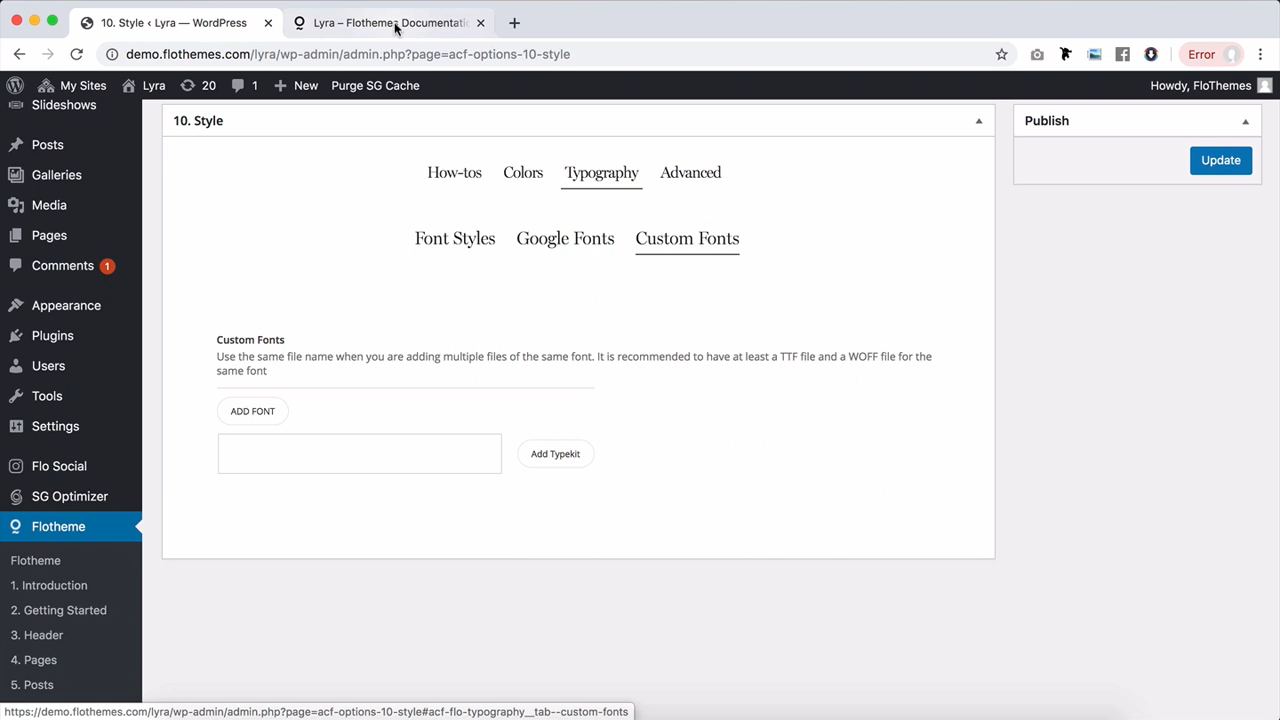 10. Style ‹ Lyra — WordPress
Lyra – Flothemes Documentatio
demo.flothemes.com/lyra/wp-admin/admin.php?page=acf-options-10-style
Error
My Sites
Lyra
20
1
New
Purge SG Cache
Howdy, FloThemes
Slideshows
Posts
Galleries
Media
Pages
Comments 1
Appearance
Plugins
Users
Tools
Settings
Flo Social
SG Optimizer
Flotheme
Flotheme
1. Introduction
2. Getting Started
3. Header
4. Pages
5. Posts
10. Style
How-tos
Colors
Typography
Advanced
Font Styles
Google Fonts
Custom Fonts
Custom Fonts
Use the same file name when you are adding multiple files of the same font. It is recommended to have at least a TTF file and a WOFF file for the
same font
ADD FONT
Add Typekit
Publish
Update
https://demo.flothemes.com/lyra/wp-admin/admin.php?page=acf-options-10-style#acf-flo-typography__tab--custom-fonts